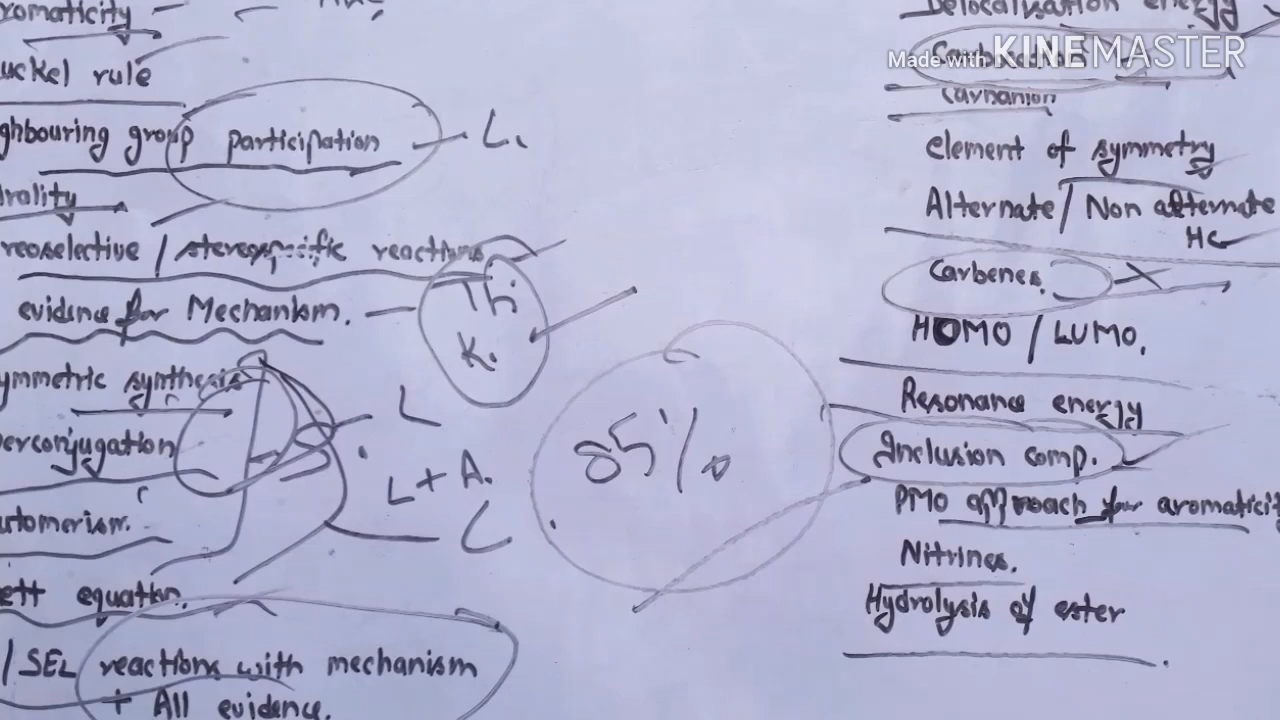 romaticity
uckel rule
ghbouring group participation - L.
rality
reoselective / stereospecific reactions
evidence for Mechanism. - Th
K.
ymmetric synthesis
L
erconjugation
L + A.
utomerism.
L
ett equation.
/ SEL reactions with mechanism
+ All evidence.
85%
Delocalisation energy
Made with KINEMASTER
Carbanion
element of symmetry
Alternate / Non alternate
HC
Carbenes.
HOMO / LUMO.
Resonance energy
Inclusion comp.
PMO approach for aromaticit
Nitrines.
Hydrolysis of ester